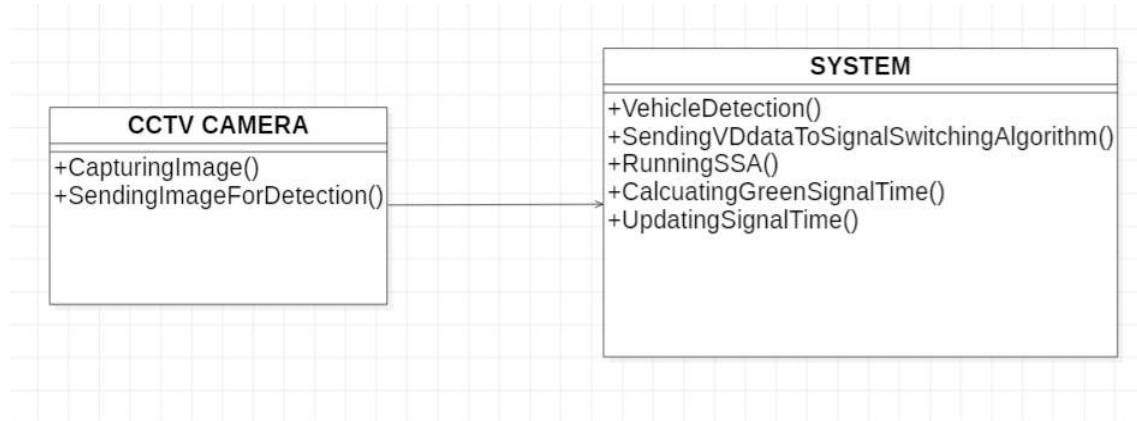 CCTV CAMERA
+CapturingImage()
+SendingImageForDetection()
SYSTEM
+VehicleDetection()
+SendingVDdataToSignalSwitchingAlgorithm()
+RunningSSA()
+CalcuatingGreenSignalTime()
+UpdatingSignalTime()